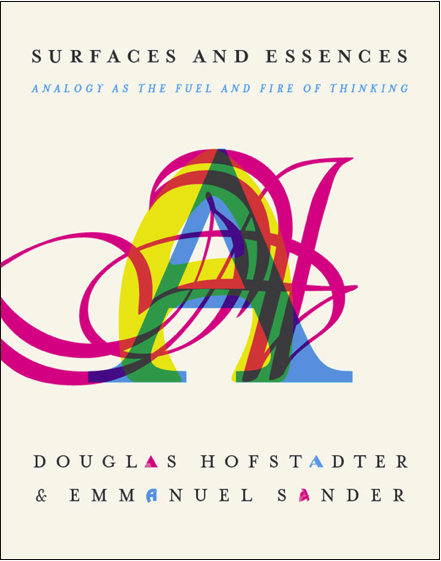 SURFACES AND ESSENCES
ANALOGY AS THE FUEL AND FIRE OF THINKING
A
DOUGLAS HOFSTADTER
& EMMANUEL SANDER